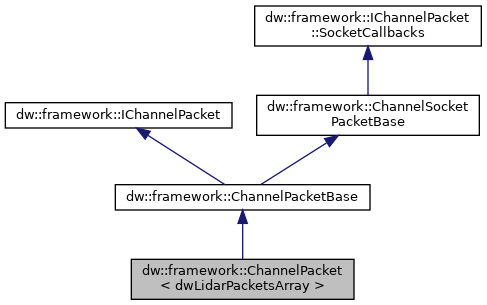 dw::framework::IChannelPacket
::SocketCallbacks
dw::framework::IChannelPacket
dw::framework::ChannelSocket
PacketBase
dw::framework::ChannelPacketBase
dw::framework::ChannelPacket
< dwLidarPacketsArray >